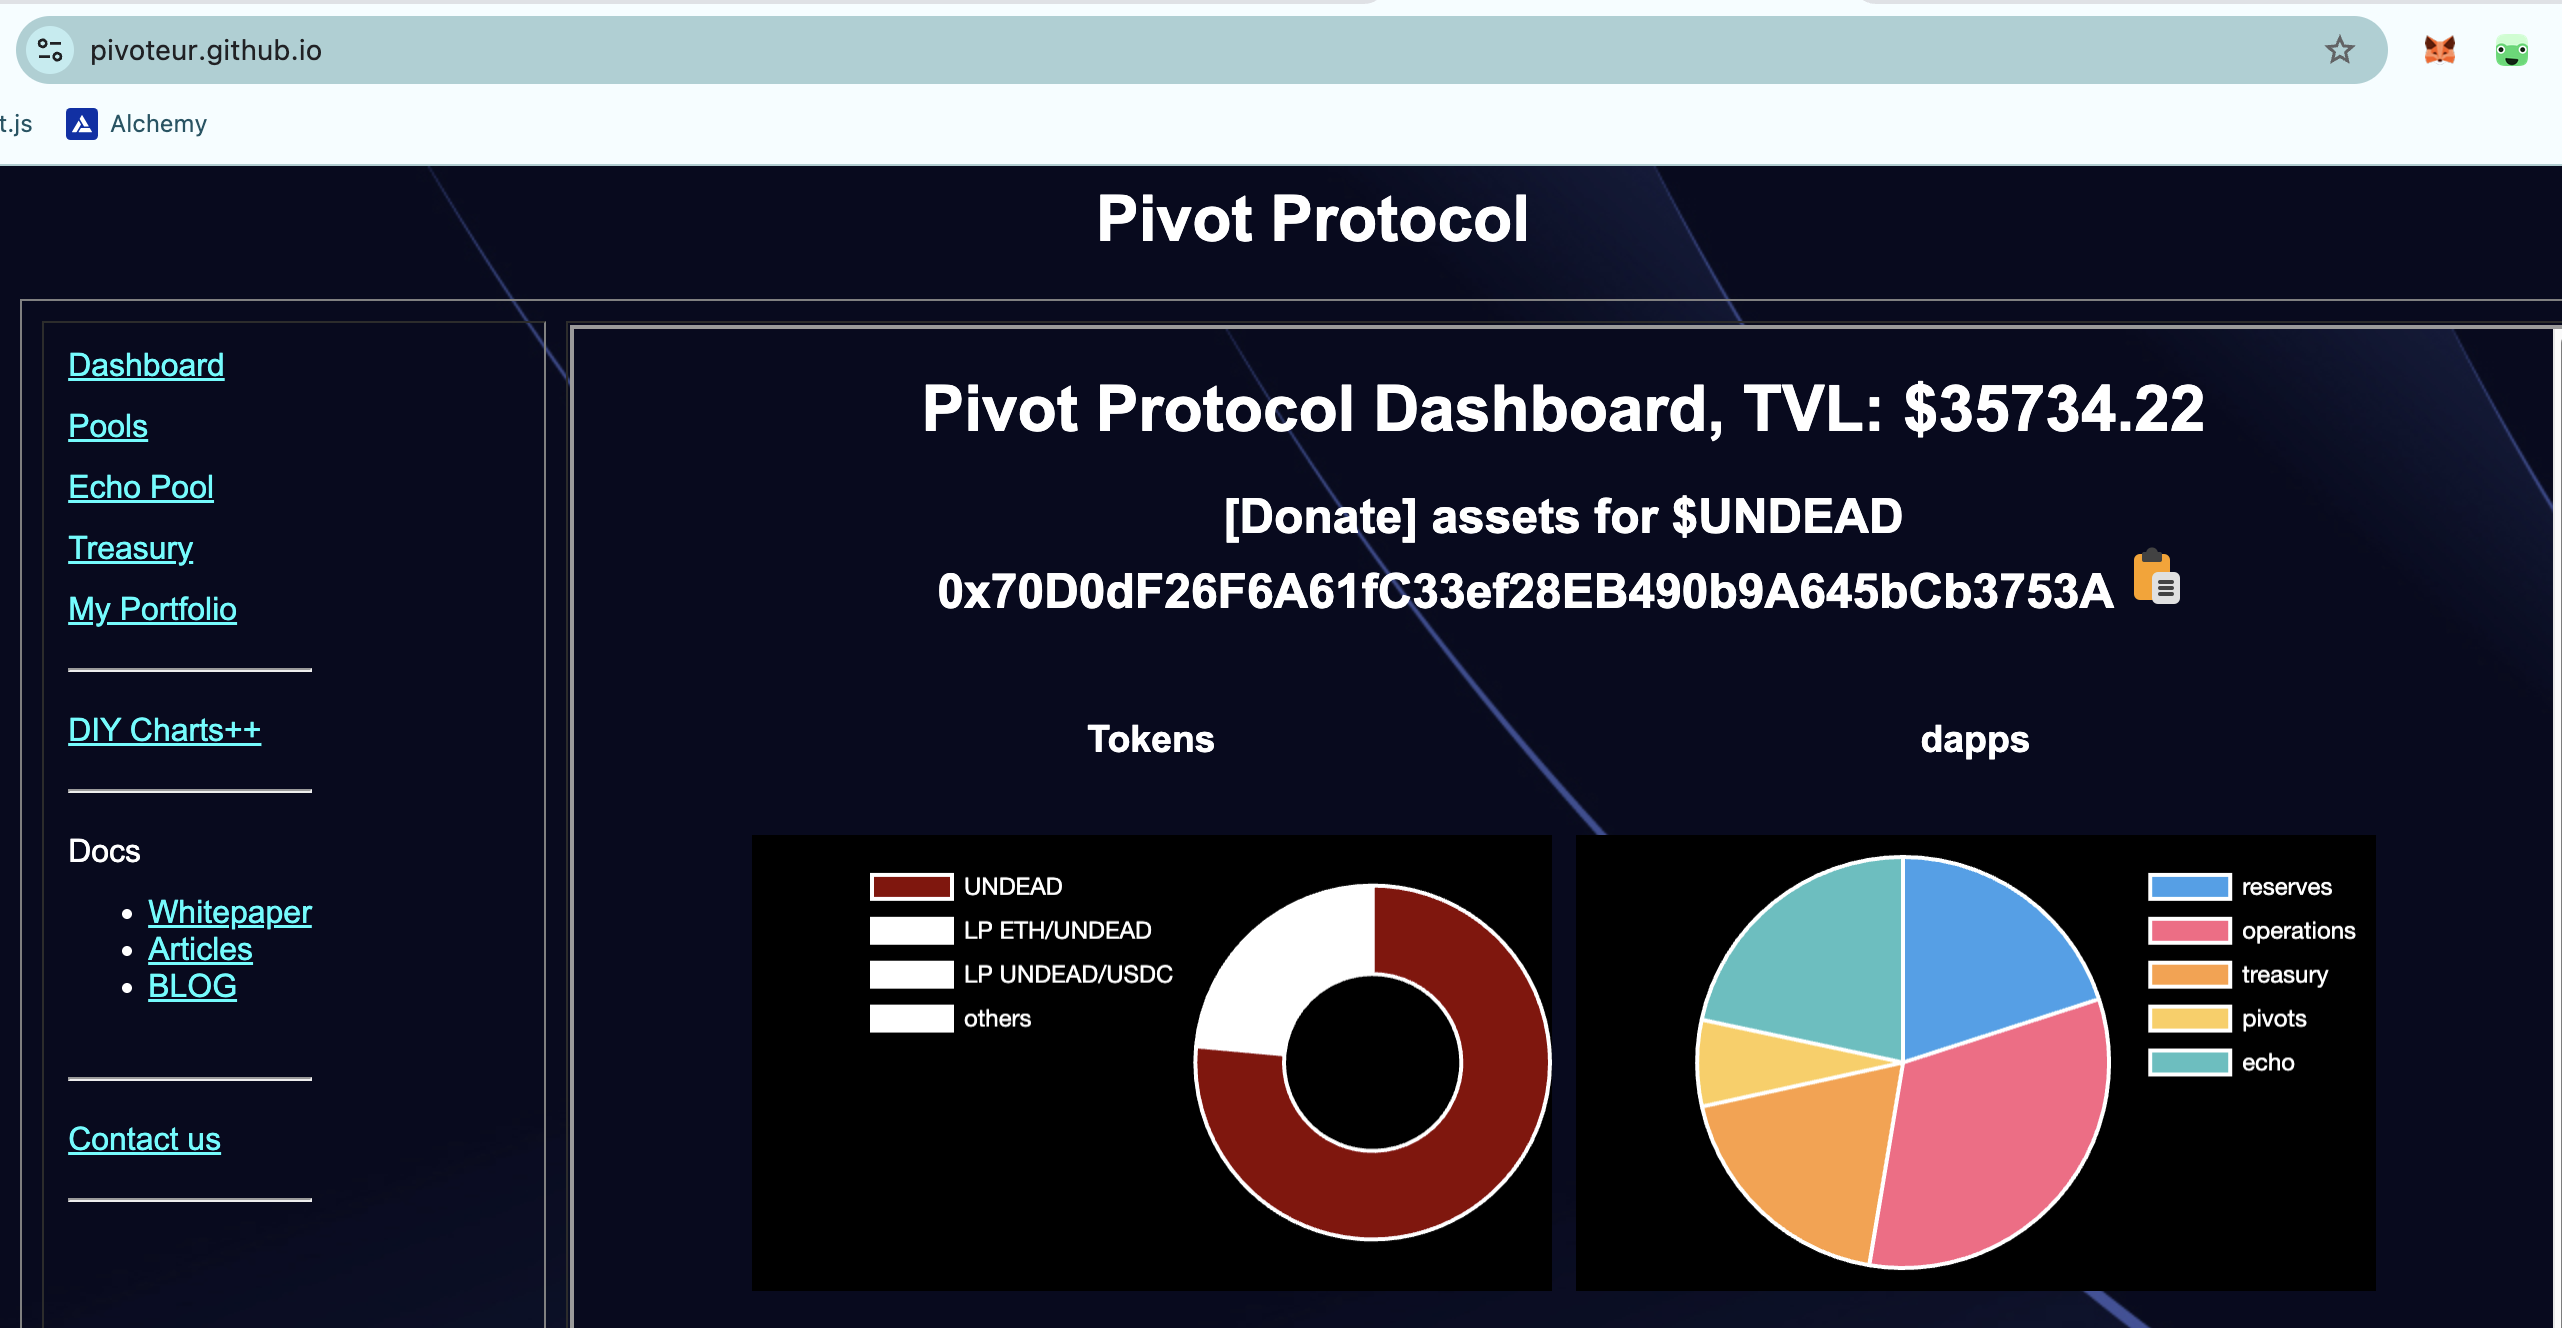 pivoteur.github.io
t.js
Alchemy
Pivot Protocol
Dashboard
Pools
Echo Pool
Treasury
My Portfolio
DIY Charts++
Docs
Whitepaper
Articles
BLOG
Contact us
Pivot Protocol Dashboard, TVL: $35734.22
[Donate] assets for $UNDEAD
0x70D0dF26F6A61fC33ef28EB490b9A645bCb3753A
Tokens
UNDEAD
LP ETH/UNDEAD
LP UNDEAD/USDC
others
dapps
reserves
operations
treasury
pivots
echo